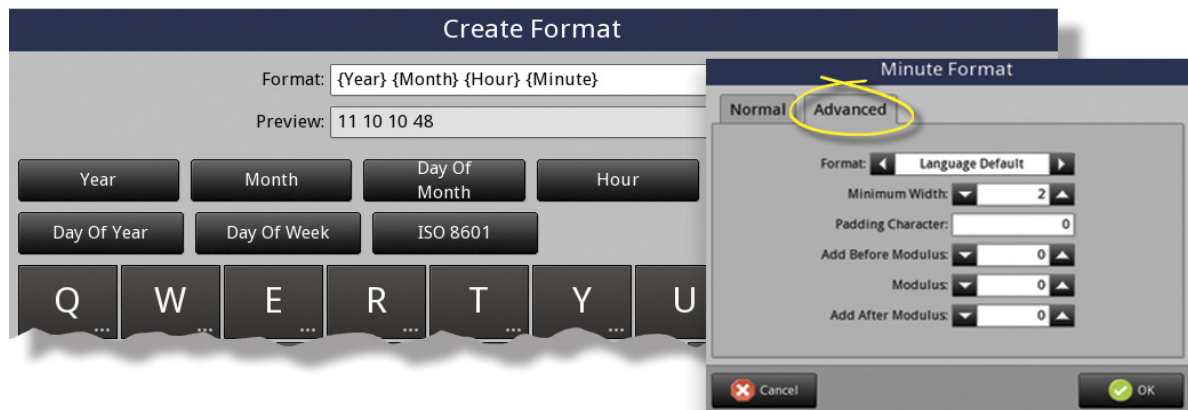 Create Format
Format: {Year} {Month} {Hour} {Minute}
Preview: 11 10 10 48
Year
Month
Day Of
Month
Hour
Day Of Year
Day Of Week
ISO 8601
Q W E R T Y U
... ... ... ... ... ...
Minute Format
Normal
Advanced
Format: Language Default
Minimum Width: 2
Padding Character: 0
Add Before Modulus: 0
Modulus: 0
Add After Modulus: 0
Cancel
OK